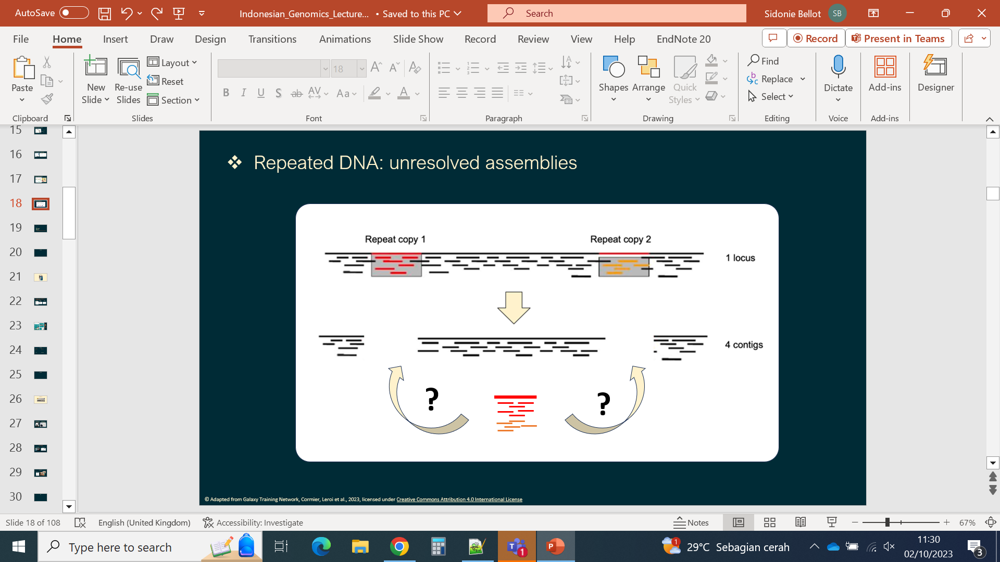 AutoSave
Indonesian_Genomics_Lecture... • Saved to this PC
Search
Sidonie Bellot
SB
File
Home
Insert
Draw
Design
Transitions
Animations
Slide Show
Record
Review
View
Help
EndNote 20
Record
Present in Teams
Paste
Clipboard
New Slide
Re-use Slides
Layout
Reset
Section
Slides
18
B I U S ab AV Aa A
Font
Paragraph
Shapes
Arrange
Quick Styles
Drawing
Find
Replace
Select
Editing
Dictate
Voice
Add-ins
Add-ins
Designer
15
16
17
18
19
20
21
22
23
24
25
26
27
28
29
30
❖ Repeated DNA: unresolved assemblies
Repeat copy 1
Repeat copy 2
1 locus
4 contigs
?
?
© Adapted from Galaxy Training Network, Cormier, Leroi et al., 2023, licensed under Creative Commons Attribution 4.0 International License
Slide 18 of 108
English (United Kingdom)
Accessibility: Investigate
Notes
67%
Type here to search
1
1
29°C Sebagian cerah
11:30
02/10/2023
3